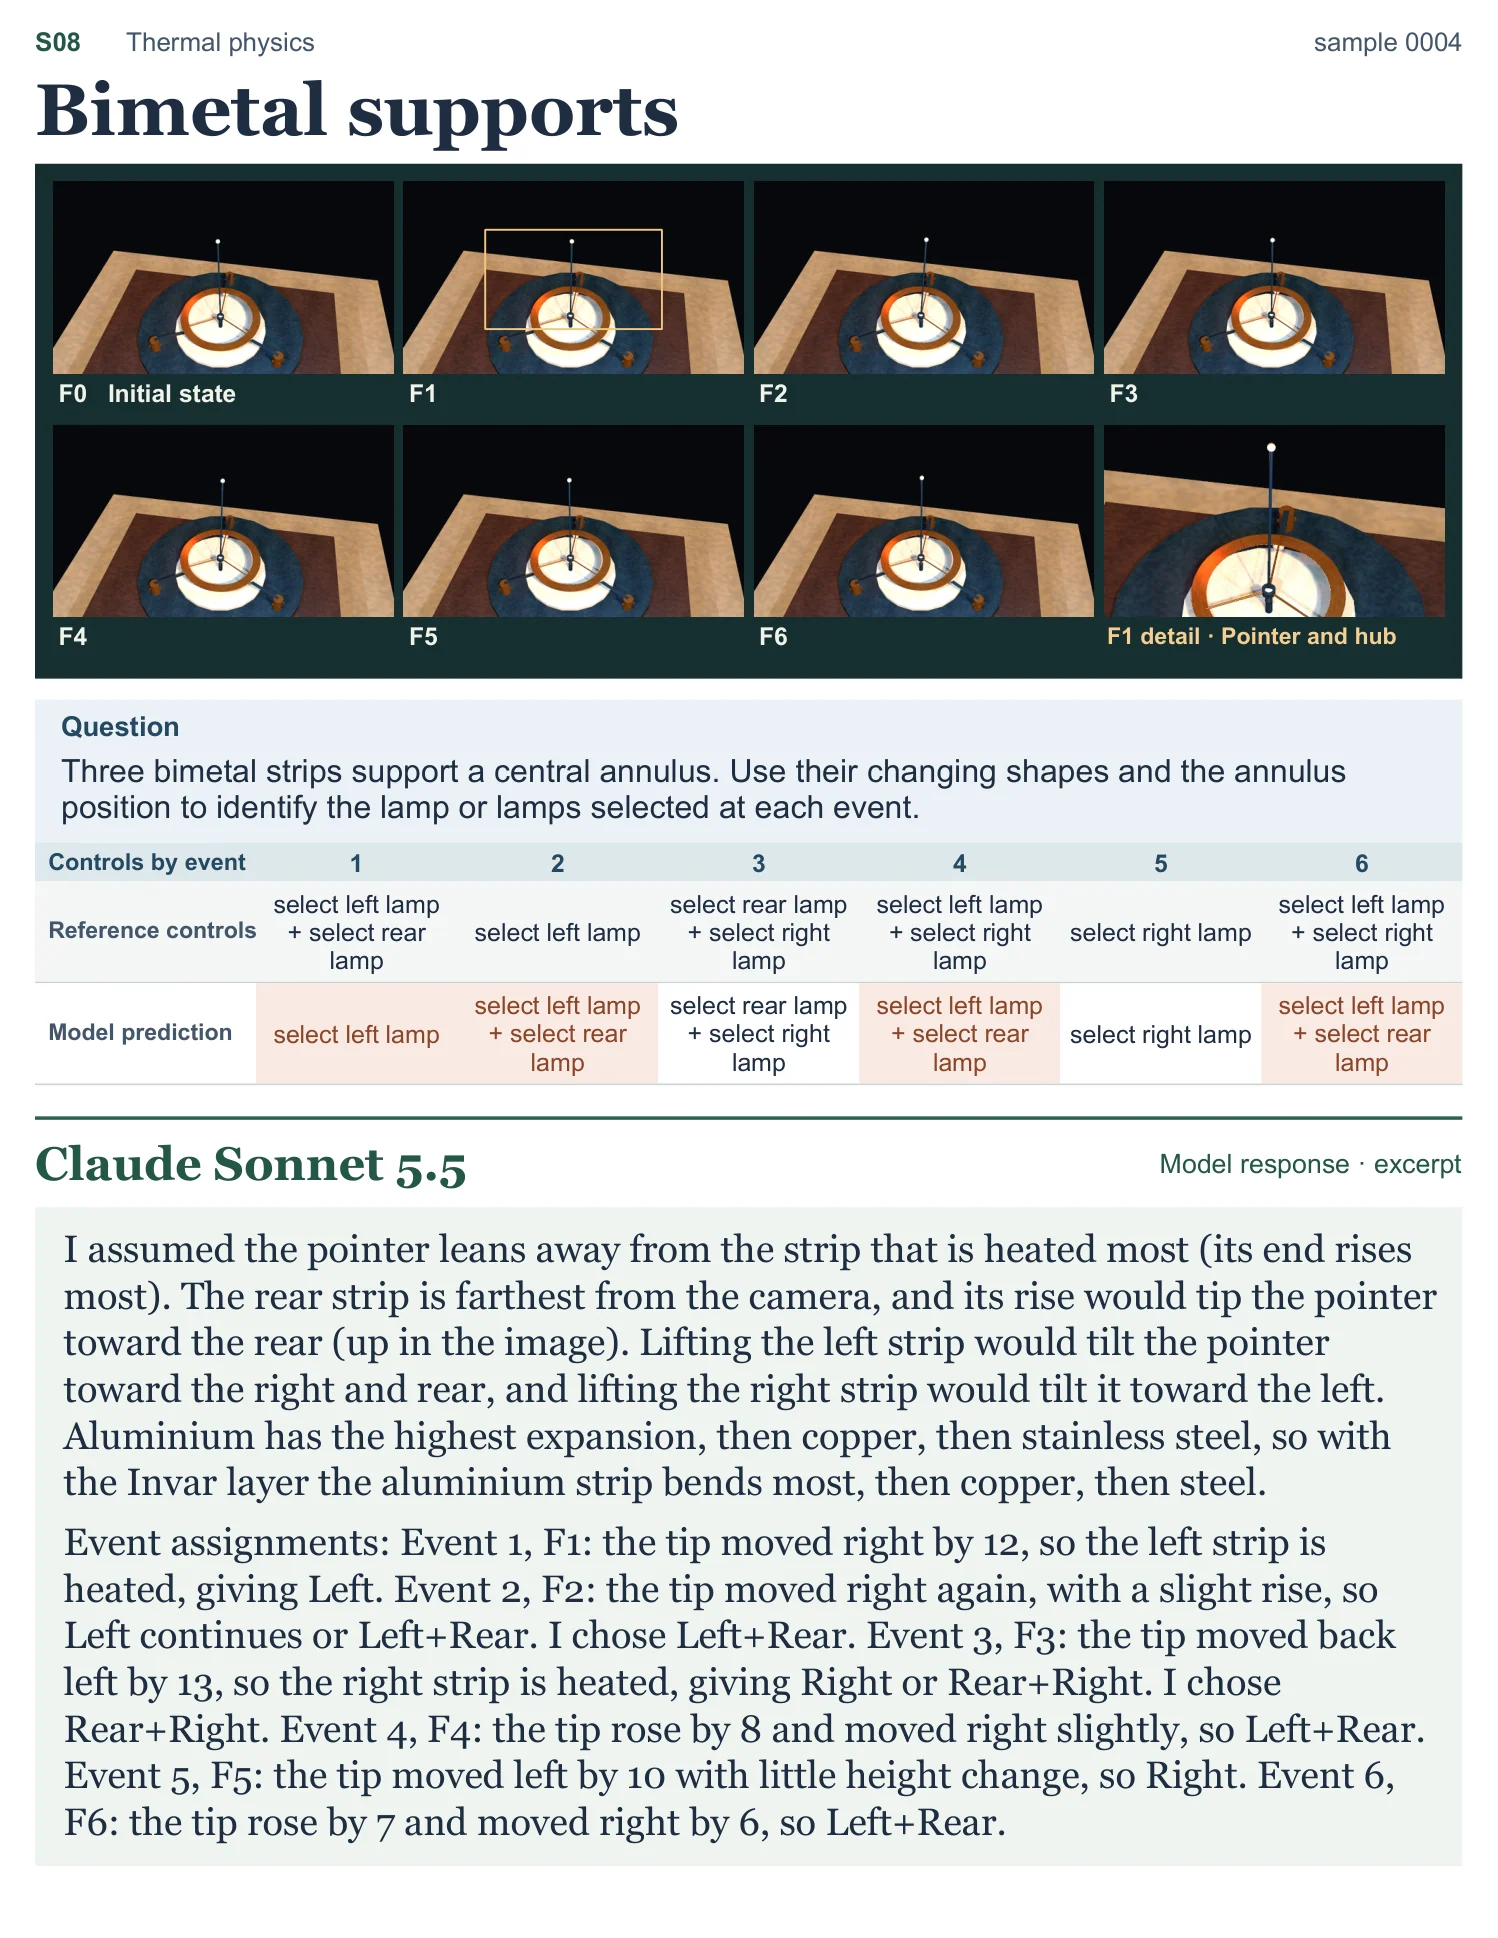 S08 Thermal physics sample 0004
Bimetal supports
F0 Initial state
F1
F2
F3
F4
F5
F6
F1 detail · Pointer and hub
Question
Three bimetal strips support a central annulus. Use their changing shapes and the annulus
position to identify the lamp or lamps selected at each event.
Controls by event 1 2 3 4 5 6
Reference controls
select left lamp
+ select rear
lamp
select left lamp
select rear lamp
+ select right
lamp
select left lamp
+ select right
lamp
select right lamp
select left lamp
+ select right
lamp
Model prediction
select left lamp
select left lamp
+ select rear
lamp
select rear lamp
+ select right
lamp
select left lamp
+ select rear
lamp
select right lamp
select left lamp
+ select rear
lamp
Claude Sonnet 5.5
Model response · excerpt
I assumed the pointer leans away from the strip that is heated most (its end rises
most). The rear strip is farthest from the camera, and its rise would tip the pointer
toward the rear (up in the image). Lifting the left strip would tilt the pointer
toward the right and rear, and lifting the right strip would tilt it toward the left.
Aluminium has the highest expansion, then copper, then stainless steel, so with
the Invar layer the aluminium strip bends most, then copper, then steel.
Event assignments: Event 1, F1: the tip moved right by 12, so the left strip is
heated, giving Left. Event 2, F2: the tip moved right again, with a slight rise, so
Left continues or Left+Rear. I chose Left+Rear. Event 3, F3: the tip moved back
left by 13, so the right strip is heated, giving Right or Rear+Right. I chose
Rear+Right. Event 4, F4: the tip rose by 8 and moved right slightly, so Left+Rear.
Event 5, F5: the tip moved left by 10 with little height change, so Right. Event 6,
F6: the tip rose by 7 and moved right by 6, so Left+Rear.